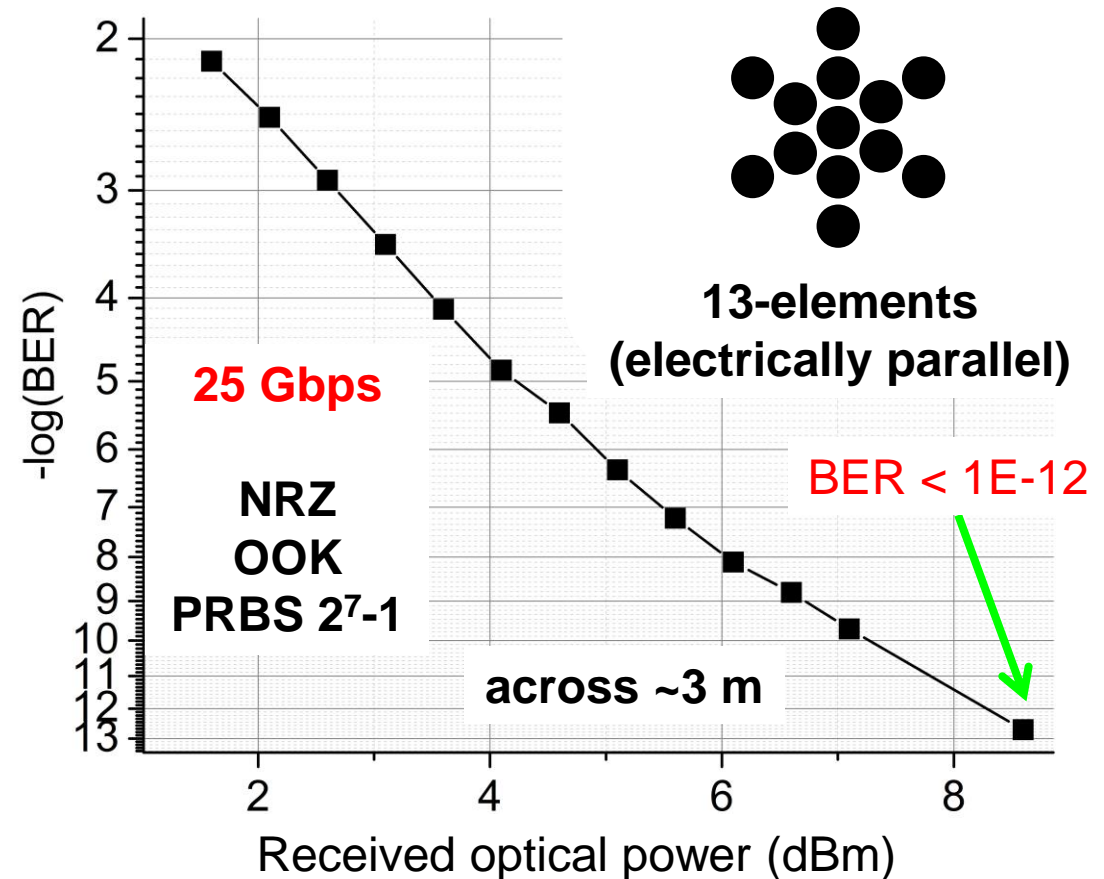 2
3
4
5
6
7
8
9
10
11
12
13
-log(BER)
13-elements
(electrically parallel)
25 Gbps
NRZ
OOK
PRBS 2⁷-1
BER < 1E-12
across ~3 m
2 4 6 8
Received optical power (dBm)